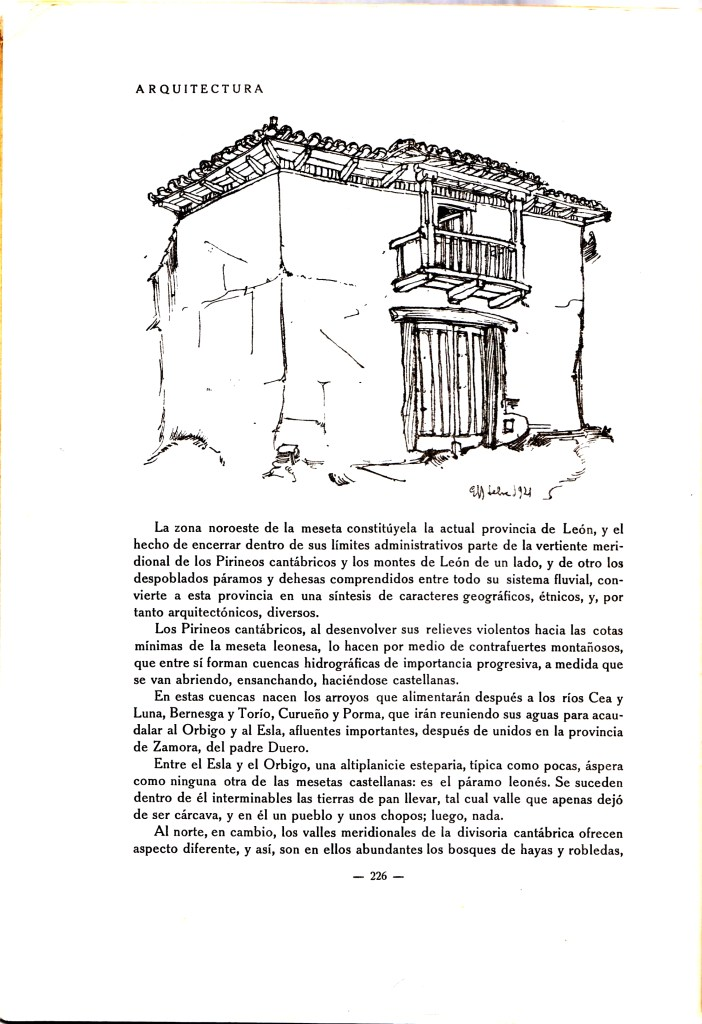 ARQUITECTURA
La zona noroeste de la meseta constitúyela la actual provincia de León, y el
hecho de encerrar dentro de sus límites administrativos parte de la vertiente meri-
dional de los Pirineos cantábricos y los montes de León de un lado, y de otro los
despoblados páramos y dehesas comprendidos entre todo su sistema fluvial, con-
vierte a esta provincia en una síntesis de caracteres geográficos, étnicos, y, por
tanto arquitectónicos, diversos.
Los Pirineos cantábricos, al desenvolver sus relieves violentos hacia las cotas
mínimas de la meseta leonesa, lo hacen por medio de contrafuertes montañosos,
que entre sí forman cuencas hidrográficas de importancia progresiva, a medida que
se van abriendo, ensanchando, haciéndose castellanas.
En estas cuencas nacen los arroyos que alimentarán después a los ríos Cea y
Luna, Bernesga y Torío, Curueño y Porma, que irán reuniendo sus aguas para acau-
dalar al Orbigo y al Esla, afluentes importantes, después de unidos en la provincia
de Zamora, del padre Duero.
Entre el Esla y el Orbigo, una altiplanicie esteparia, típica como pocas, áspera
como ninguna otra de las mesetas castellanas: es el páramo leonés. Se suceden
dentro de él interminables las tierras de pan llevar, tal cual valle que apenas dejó
de ser cárcava, y en él un pueblo y unos chopos; luego, nada.
Al norte, en cambio, los valles meridionales de la divisoria cantábrica ofrecen
aspecto diferente, y así, son en ellos abundantes los bosques de hayas y robledas,
— 226 —